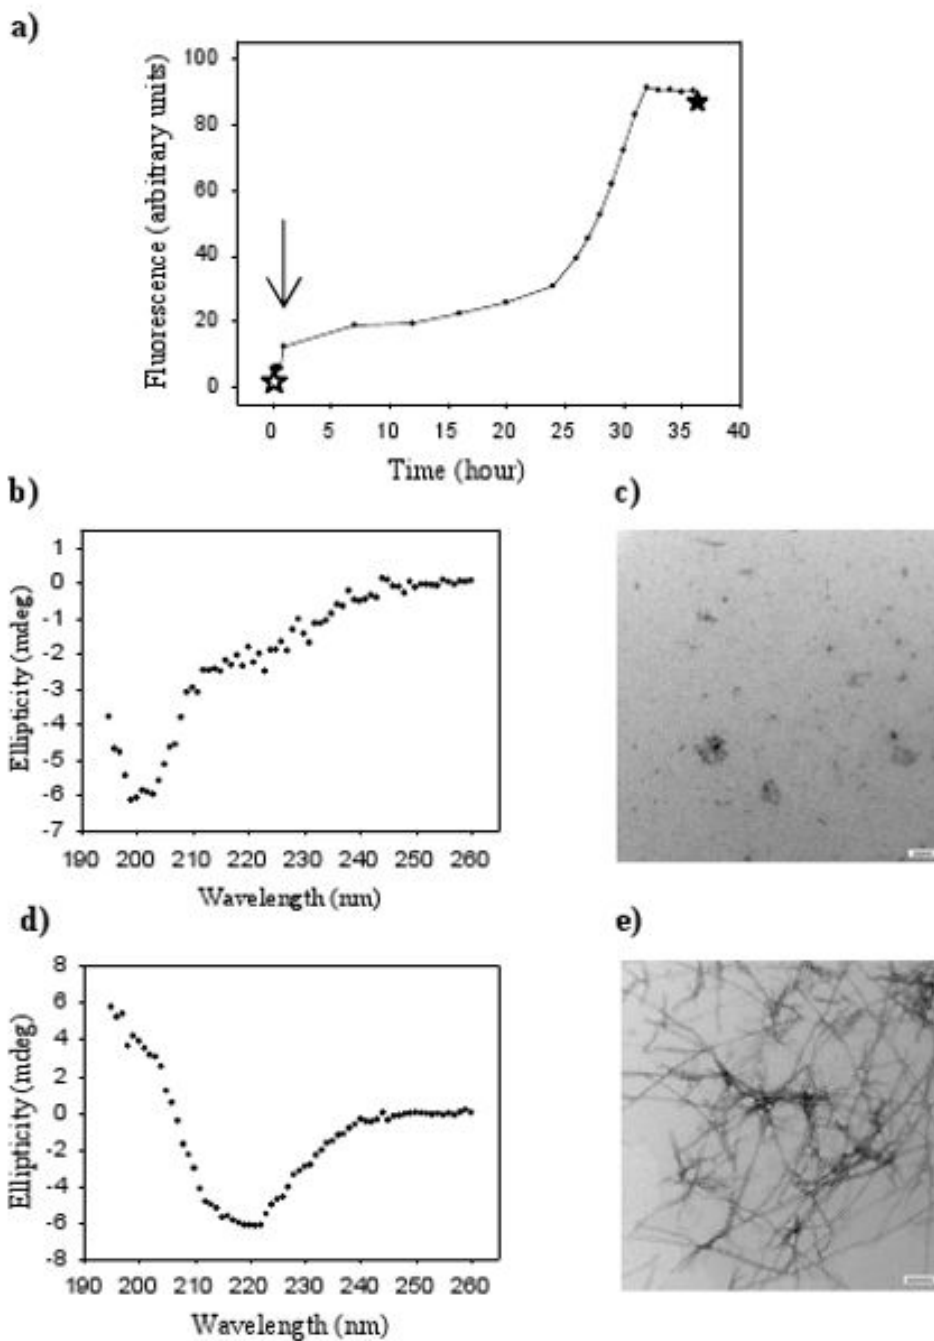 a)
Fluorescence (arbitrary units)
100
80
60
40
20
0
0 5 10 15 20 25 30 35 40
Time (hour)
b)
Ellipticity (mdeg)
1
0
-1
-2
-3
-4
-5
-6
-7
190 200 210 220 230 240 250 260
Wavelength (nm)
c)
d)
Ellipticity (mdeg)
8
6
4
2
0
-2
-4
-6
-8
190 200 210 220 230 240 250 260
Wavelength (nm)
e)